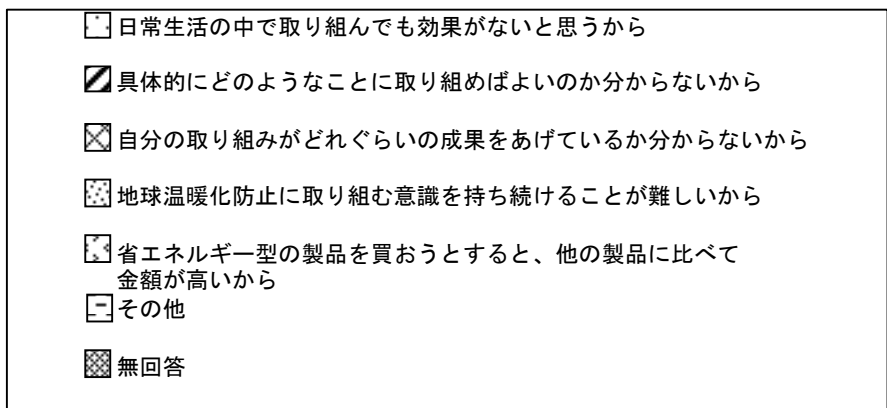 日常生活の中で取り組んでも効果がないと思うから
具体的にどのようなことに取り組めばよいのか分からないから
自分の取り組みがどれぐらいの成果をあげているか分からないから
地球温暖化防止に取り組む意識を持ち続けることが難しいから
省エネルギー型の製品を買おうとすると、他の製品に比べて
金額が高いから
その他
無回答